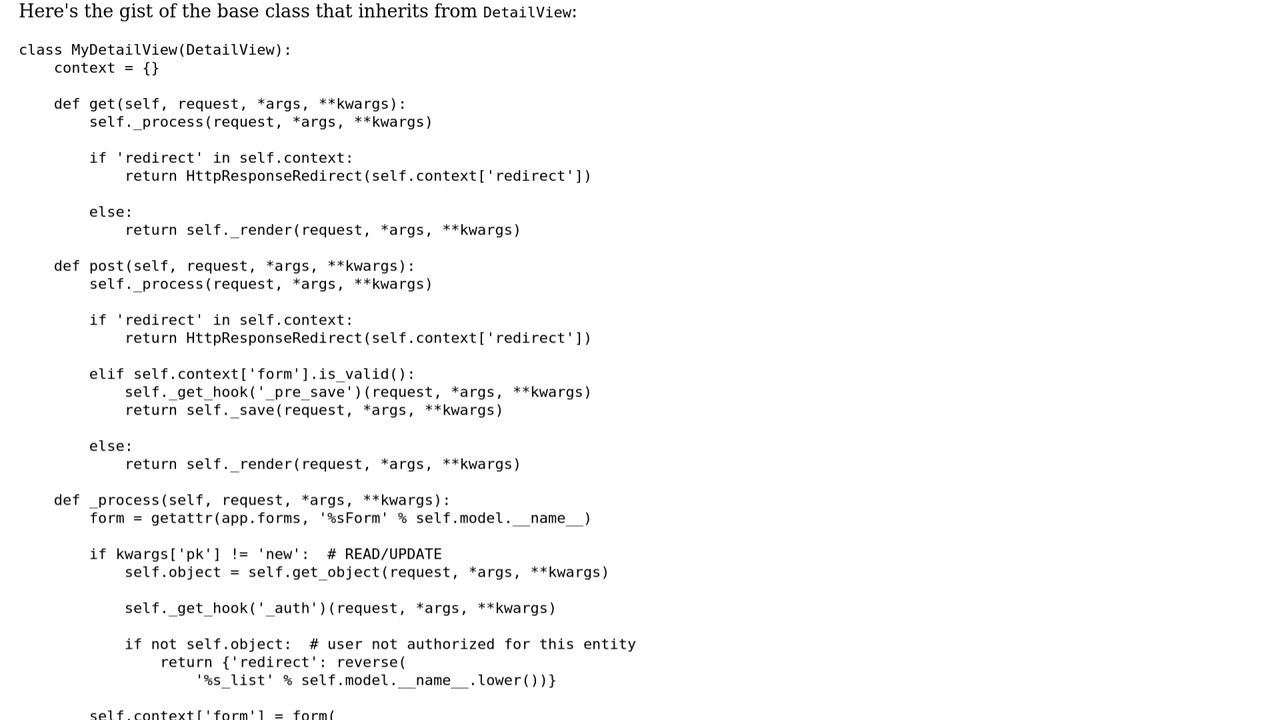 Here's the gist of the base class that inherits from DetailView:
class MyDetailView(DetailView):
    context = {}
    def get(self, request, *args, **kwargs):
        self._process(request, *args, **kwargs)
        if 'redirect' in self.context:
            return HttpResponseRedirect(self.context['redirect'])
        else:
            return self._render(request, *args, **kwargs)
    def post(self, request, *args, **kwargs):
        self._process(request, *args, **kwargs)
        if 'redirect' in self.context:
            return HttpResponseRedirect(self.context['redirect'])
        elif self.context['form'].is_valid():
            self._get_hook('_pre_save')(request, *args, **kwargs)
            return self._save(request, *args, **kwargs)
        else:
            return self._render(request, *args, **kwargs)
    def _process(self, request, *args, **kwargs):
        form = getattr(app.forms, '%sForm' % self.model.__name__)
        if kwargs['pk'] != 'new':  # READ/UPDATE
            self.object = self.get_object(request, *args, **kwargs)
            self._get_hook('_auth')(request, *args, **kwargs)
            if not self.object:  # user not authorized for this entity
                return {'redirect': reverse(
                    '%s_list' % self.model.__name__.lower())}
        self.context['form'] = form(